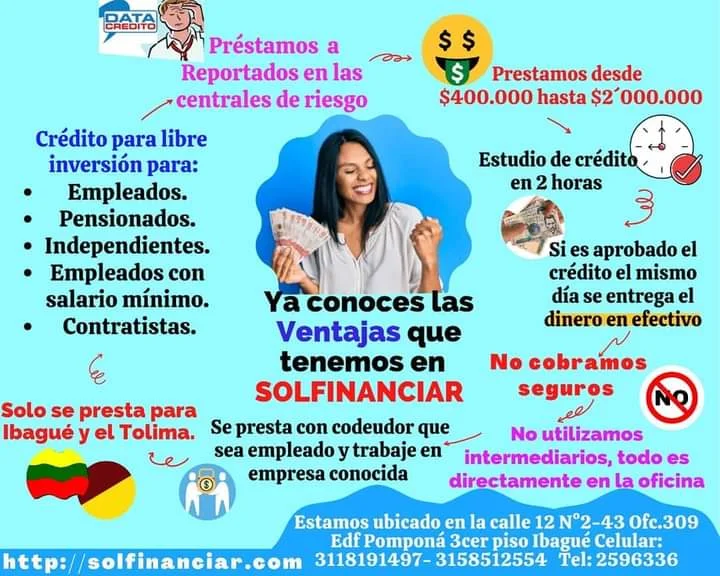 DATA
CREDITO
Préstamos a
Reportados en las
centrales de riesgo
$ $
$
Prestamos desde
$400.000 hasta $2´000.000
Crédito para libre
inversión para:
• Empleados.
• Pensionados.
• Independientes.
• Empleados con
salario mínimo.
• Contratistas.
Estudio de crédito
en 2 horas
Si es aprobado el
crédito el mismo
día se entrega el
dinero en efectivo
Ya conoces las
Ventajas que
tenemos en
SOLFINANCIAR
No cobramos
seguros
NO
Solo se presta para
Ibagué y el Tolima.
Se presta con codeudor que
sea empleado y trabaje en
empresa conocida
$
No utilizamos
intermediarios, todo es
directamente en la oficina
Estamos ubicado en la calle 12 N°2-43 Ofc.309
Edf Pomponá 3cer piso Ibagué Celular:
http://solfinanciar.com 3118191497- 3158512554 Tel: 2596336